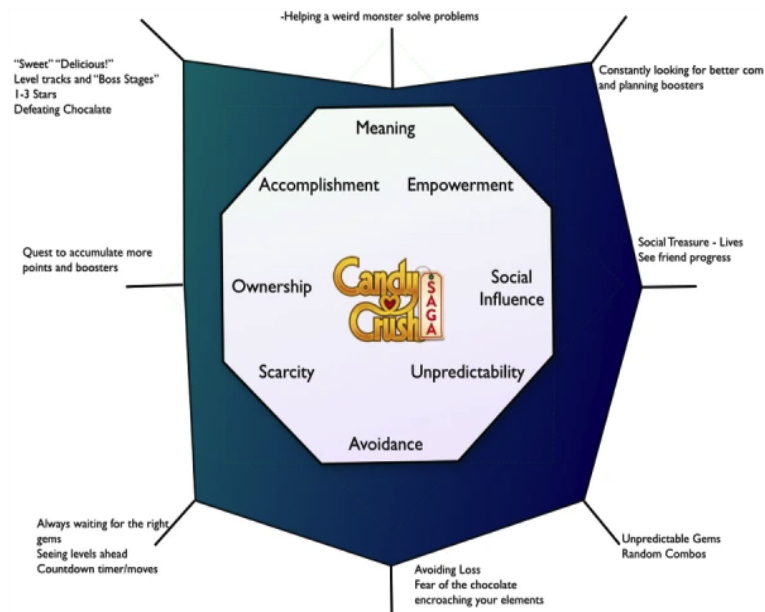 -Helping a weird monster solve problems
"Sweet" "Delicious!"
Level tracks and "Boss Stages"
1-3 Stars
Defeating Chocalate
Constantly looking for better com
and planning boosters
Meaning
Accomplishment
Empowerment
Quest to accumulate more
points and boosters
Ownership
Candy
Crush
SAGA
Social
Influence
Social Treasure - Lives
See friend progress
Scarcity
Unpredictability
Avoidance
Always waiting for the right
gems
Seeing levels ahead
Countdown timer/moves
Avoiding Loss
Fear of the chocolate
encroaching your elements
Unpredictable Gems
Random Combos